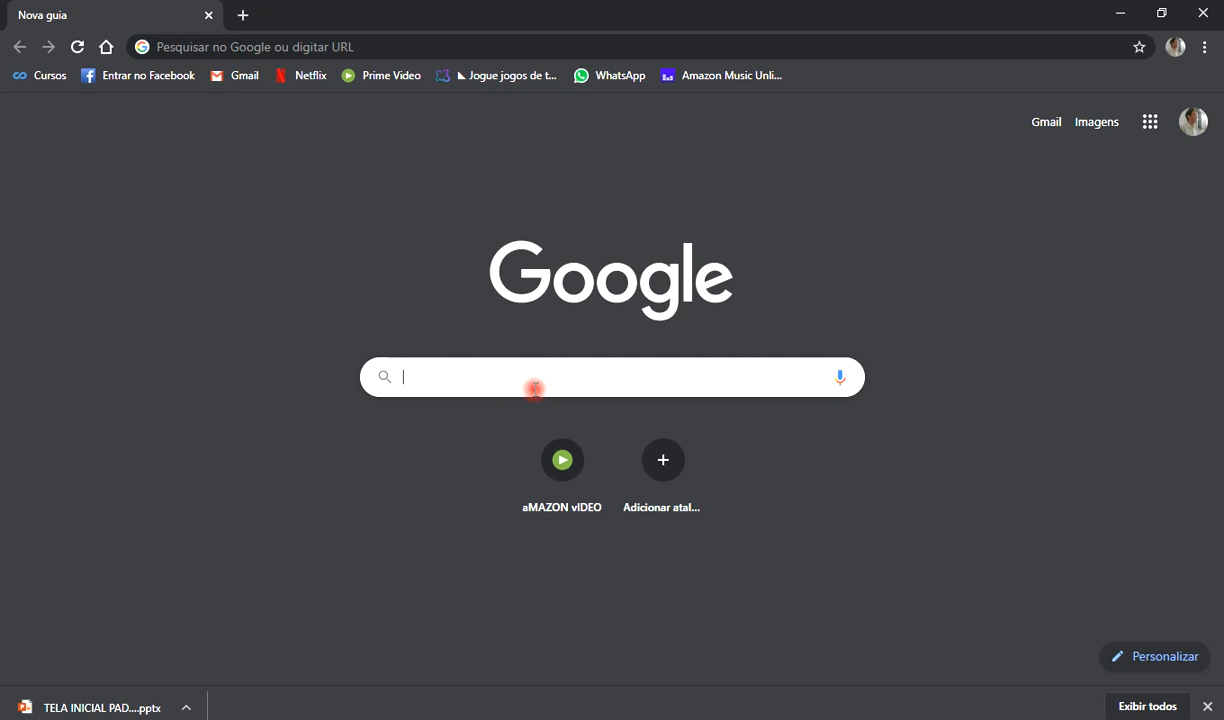 Nova guia
Pesquisar no Google ou digitar URL
Cursos Entrar no Facebook Gmail Netflix Prime Video Jogue jogos de t... WhatsApp Amazon Music Unli...
Gmail Imagens
Google
aMAZON vIDEO Adicionar atal...
Personalizar
TELA INICIAL PAD....pptx Exibir todos